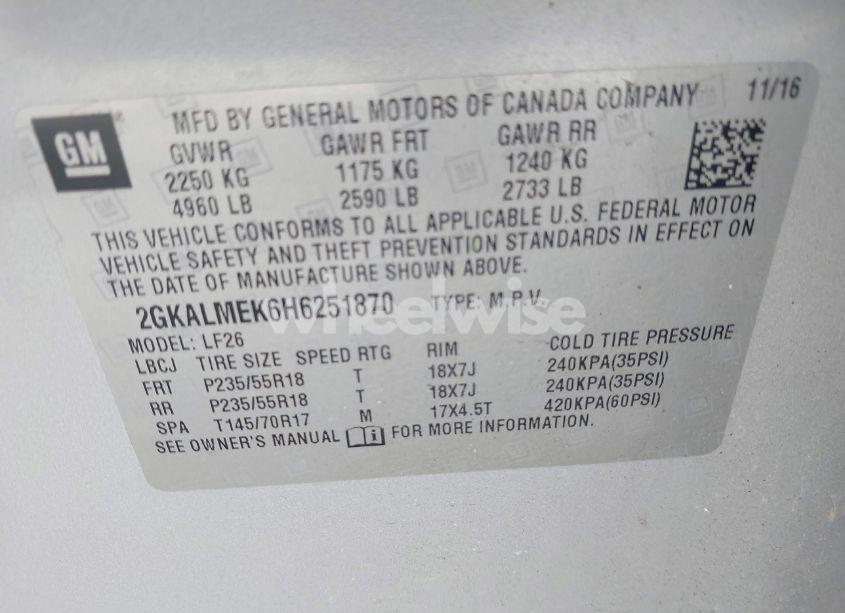 GM
®
MFD BY GENERAL MOTORS OF CANADA COMPANY 11/16
GVWR GAWR FRT GAWR RR
2250 KG 1175 KG 1240 KG
4960 LB 2590 LB 2733 LB
THIS VEHICLE CONFORMS TO ALL APPLICABLE U.S. FEDERAL MOTOR
VEHICLE SAFETY AND THEFT PREVENTION STANDARDS IN EFFECT ON
THE DATE OF MANUFACTURE SHOWN ABOVE.
2GKALMEK6H6251870 TYPE: M.P.V.
wheelwise
MODEL: LF26
LBCJ TIRE SIZE SPEED RTG RIM COLD TIRE PRESSURE
FRT P235/55R18 T 18X7J 240KPA(35PSI)
RR P235/55R18 T 18X7J 240KPA(35PSI)
SPA T145/70R17 M 17X4.5T 420KPA(60PSI)
SEE OWNER'S MANUAL FOR MORE INFORMATION.